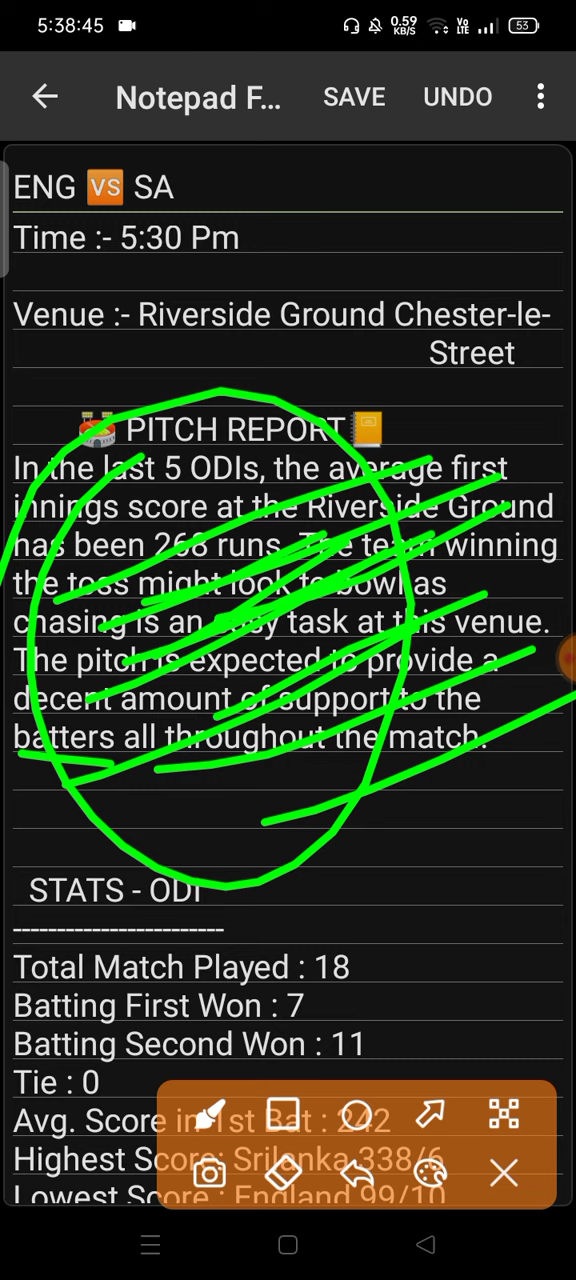 5:38:45
0.59
KB/S
Vo
LTE
53
Notepad F...
SAVE
UNDO
ENG 🆚 SA
Time :- 5:30 Pm
Venue :- Riverside Ground Chester-le-
Street
PITCH REPORT
In the last 5 ODIs, the average first
innings score at the Riverside Ground
has been 268 runs. The team winning
the toss might look to bowl as
chasing is an easy task at this venue.
The pitch is expected to provide a
decent amount of support to the
batters all throughout the match.
STATS - ODI
-----------------------
Total Match Played : 18
Batting First Won : 7
Batting Second Won : 11
Tie : 0
Avg. Score in 1st Bat : 242
Highest Score: Srilanka 338/6
Lowest Score : England 99/10